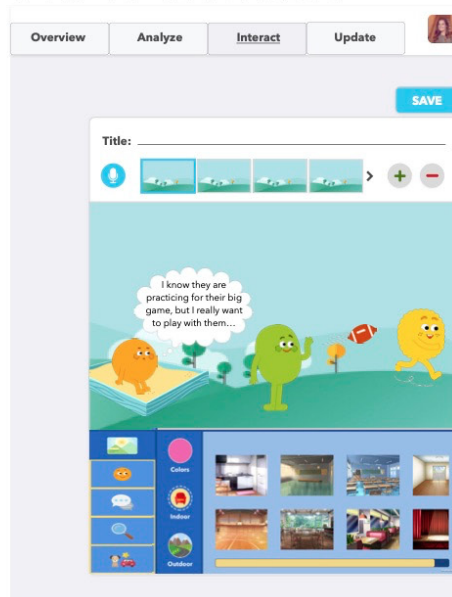 Overview Analyze Interact Update
SAVE
Title:
I know they are
practicing for their big
game, but I really want
to play with them...
Colors
Indoor
Outdoor